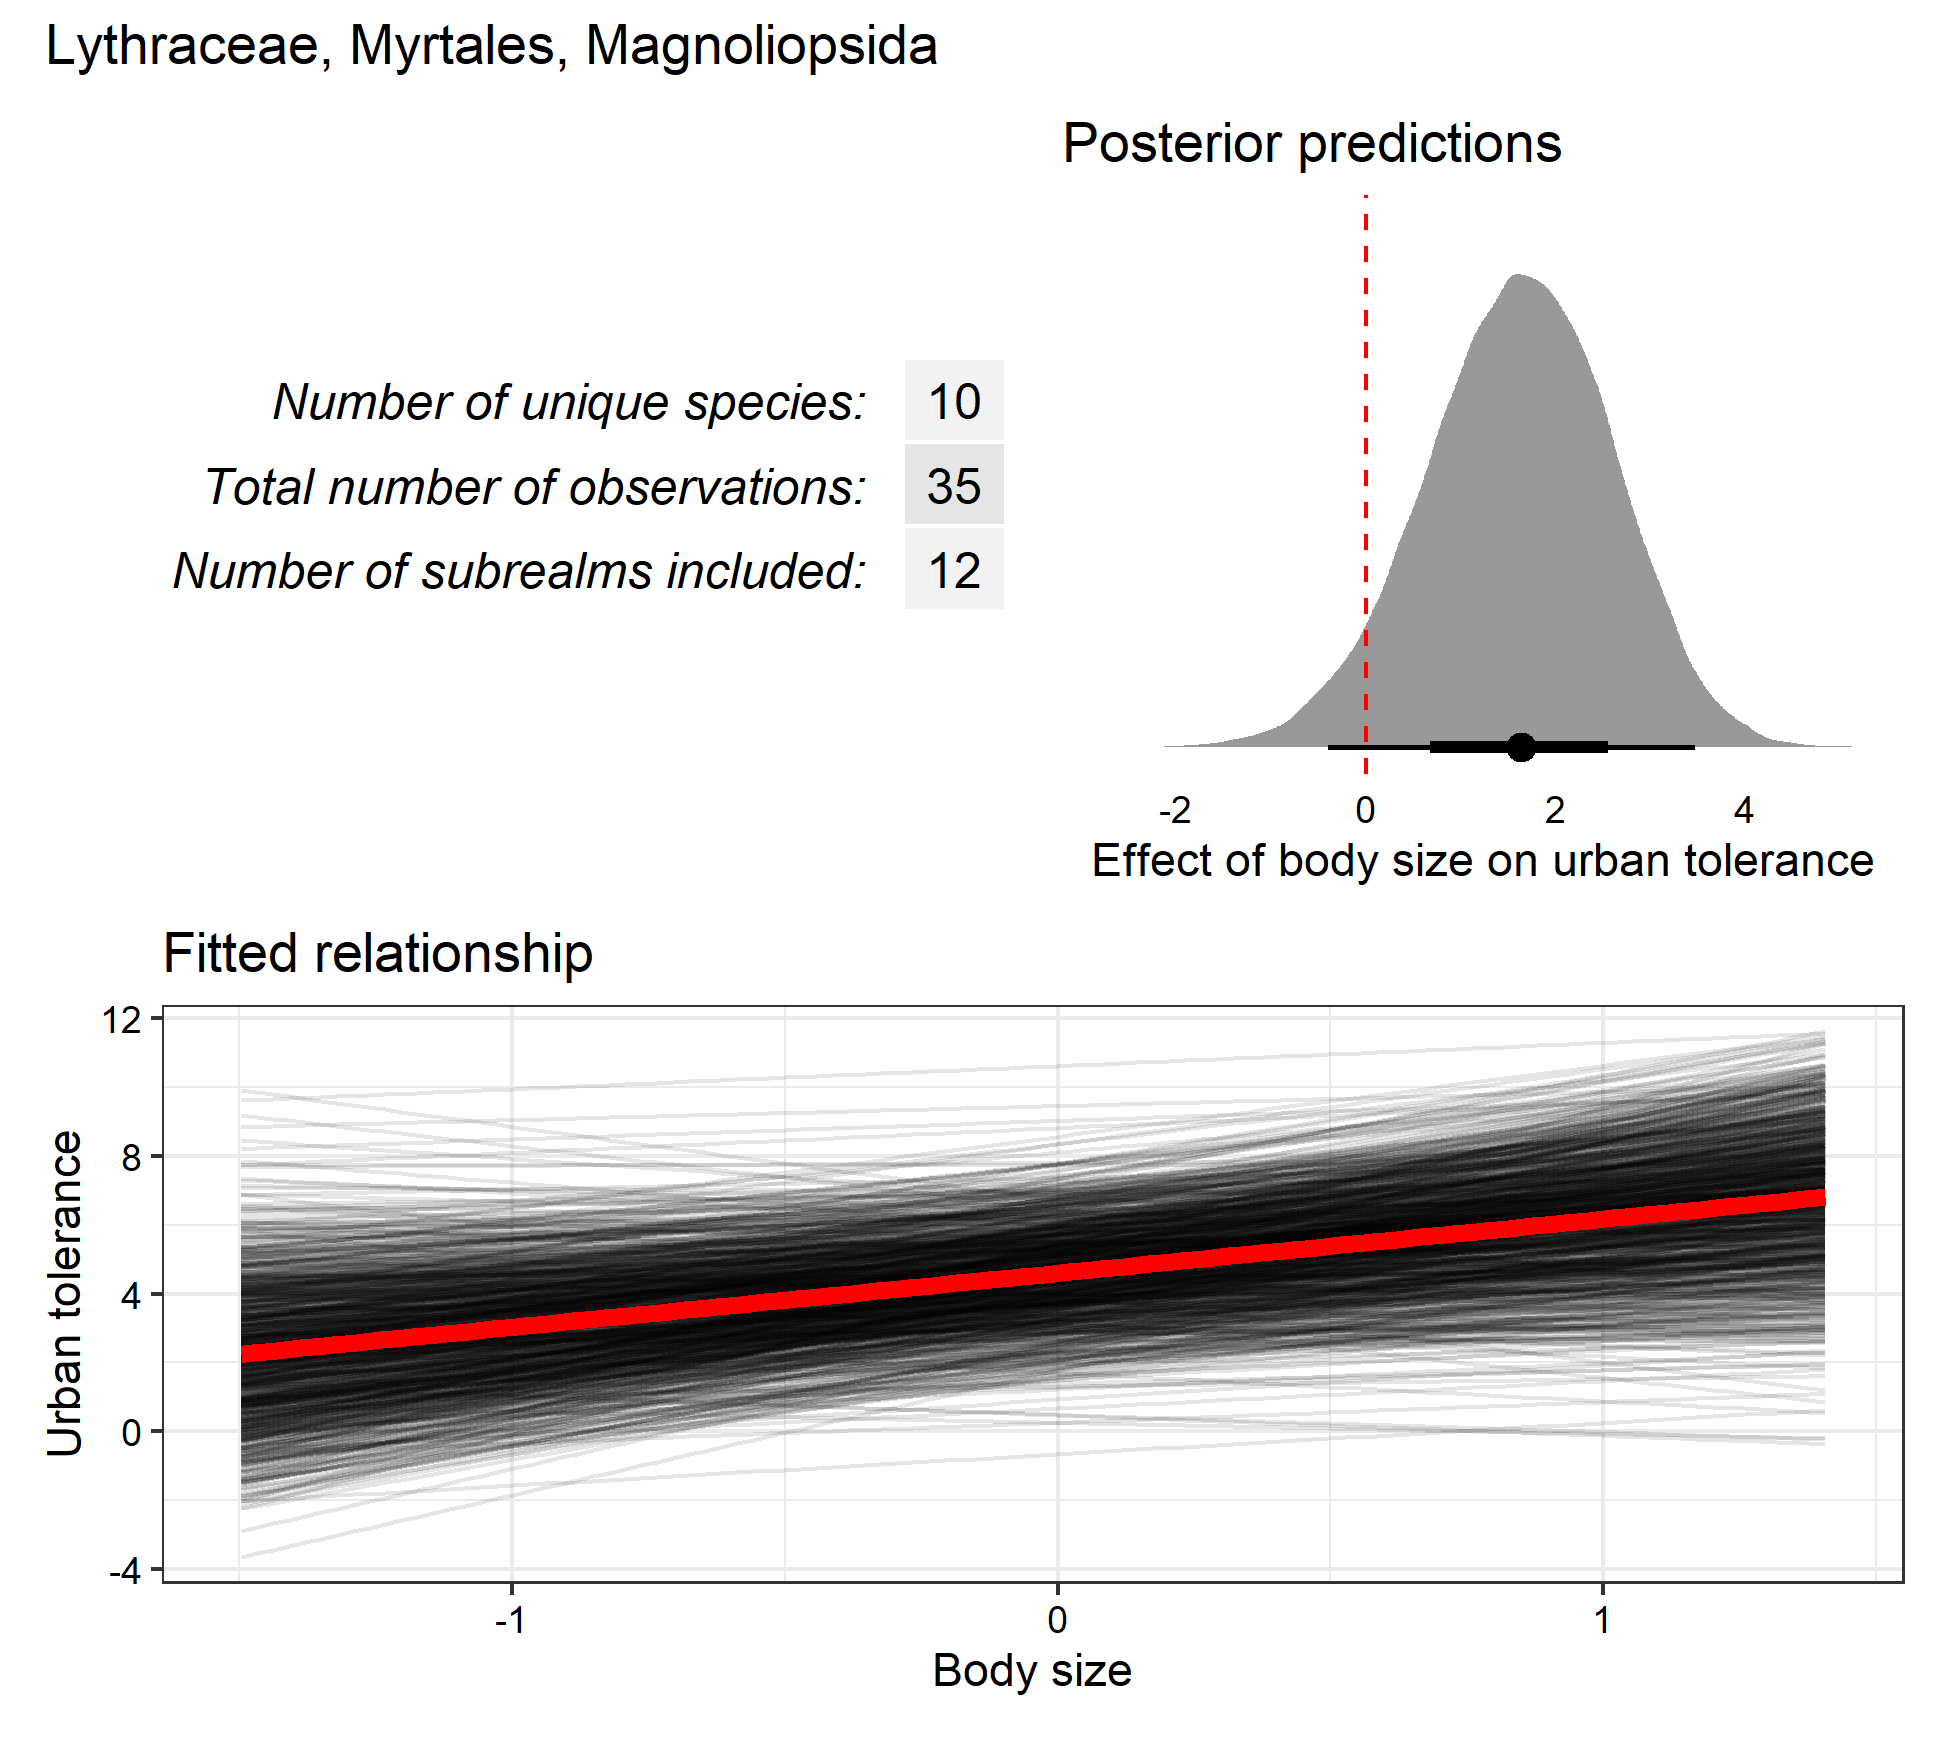 Lythraceae, Myrtales, Magnoliopsida
Posterior predictions
Number of unique species: 10
Total number of observations: 35
Number of subrealms included: 12
-2 0 2 4
Effect of body size on urban tolerance
Fitted relationship
12
8
4
0
-4
Urban tolerance
-1 0 1
Body size